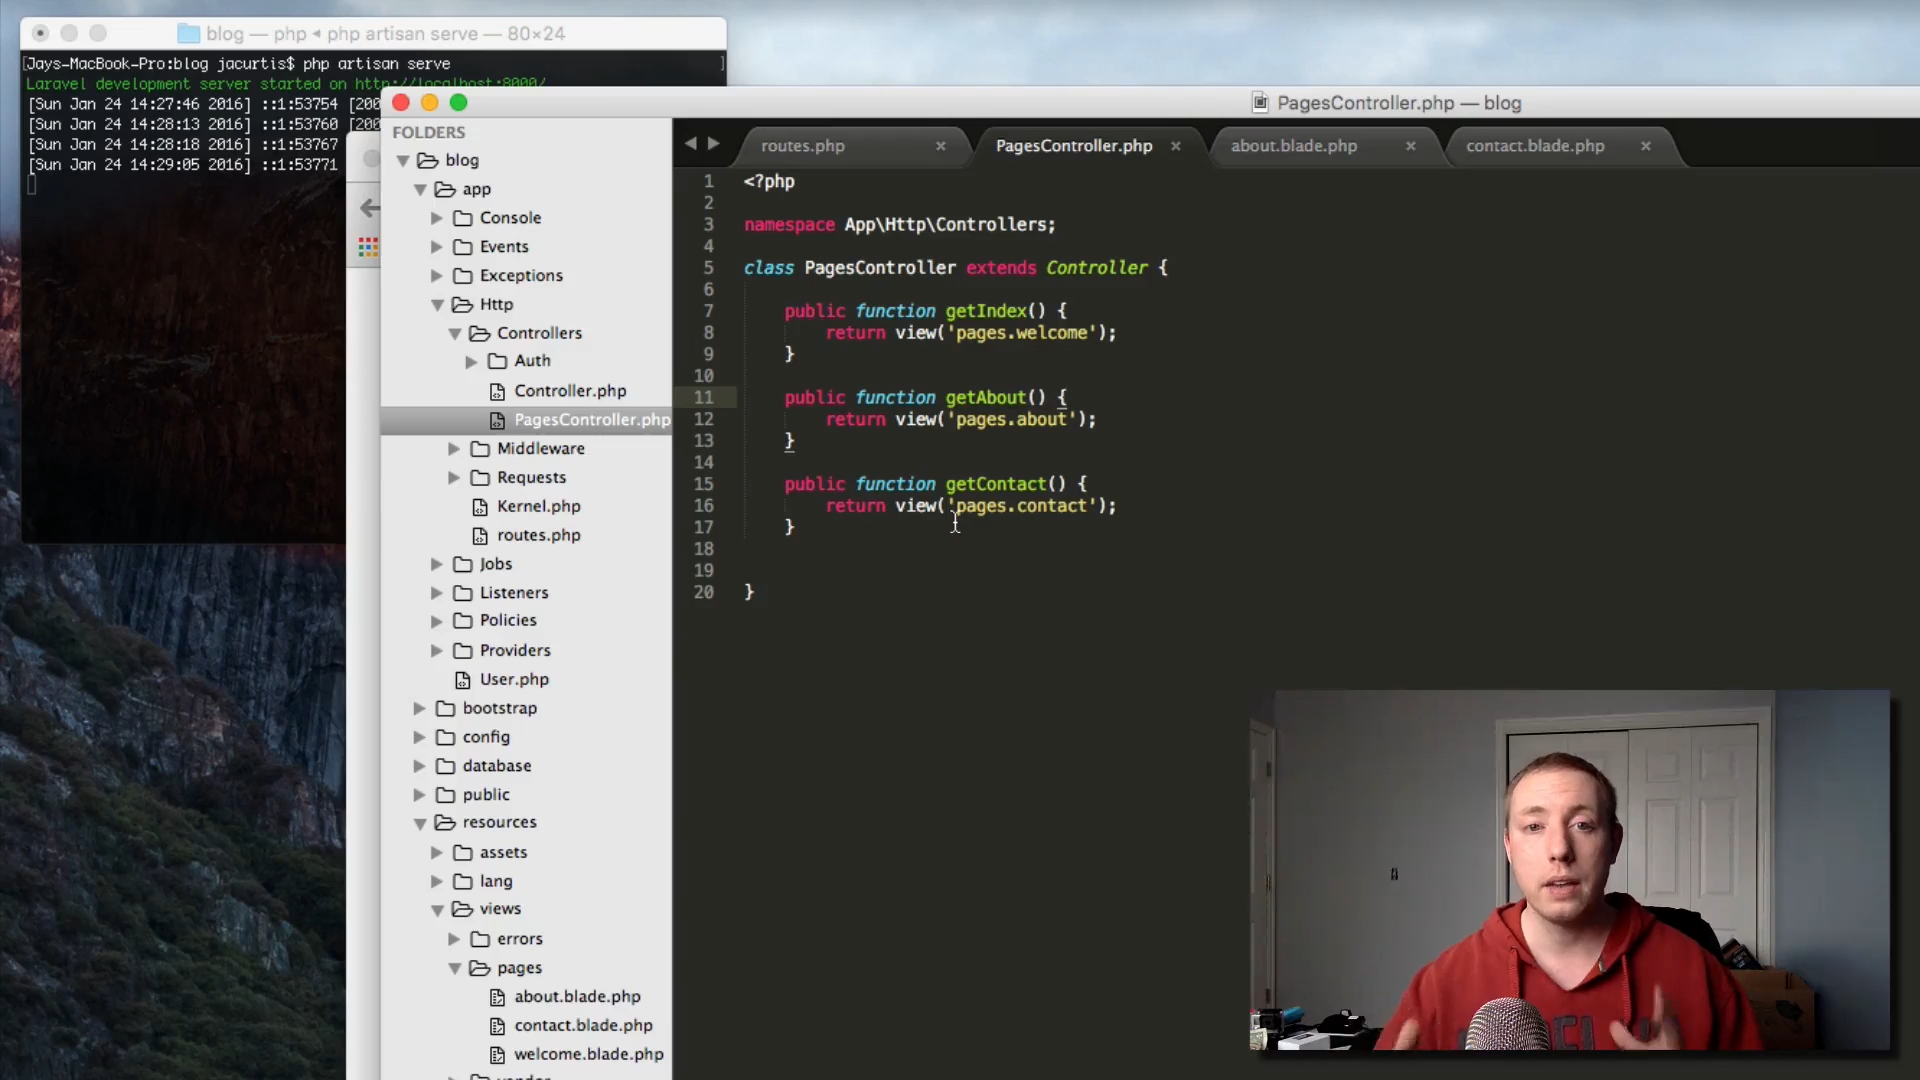 blog — php ◂ php artisan serve — 80×24
[Jays-MacBook-Pro:blog jacurtis$ php artisan serve ]
Laravel development server started on http://localhost:8000/
[Sun Jan 24 14:27:46 2016] ::1:53754 [200
[Sun Jan 24 14:28:13 2016] ::1:53760 [200
[Sun Jan 24 14:28:18 2016] ::1:53767
[Sun Jan 24 14:29:05 2016] ::1:53771
PagesController.php — blog
FOLDERS
blog
app
Console
Events
Exceptions
Http
Controllers
Auth
Controller.php
PagesController.php
Middleware
Requests
Kernel.php
routes.php
Jobs
Listeners
Policies
Providers
User.php
bootstrap
config
database
public
resources
assets
lang
views
errors
pages
about.blade.php
contact.blade.php
welcome.blade.php
routes.php × PagesController.php × about.blade.php × contact.blade.php ×
1 <?php
2
3 namespace App\Http\Controllers;
4
5 class PagesController extends Controller {
6
7 public function getIndex() {
8 return view('pages.welcome');
9 }
10
11 public function getAbout() {
12 return view('pages.about');
13 }
14
15 public function getContact() {
16 return view('pages.contact');
17 }
18
19
20 }